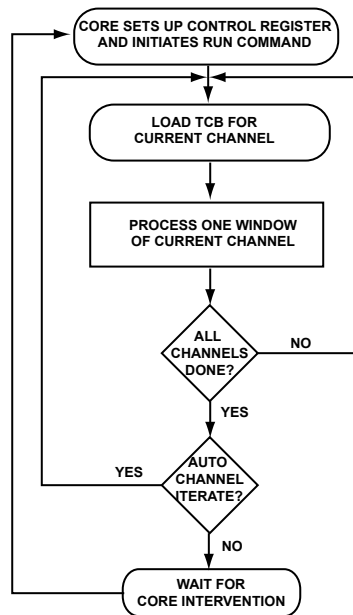 CORE SETS UP CONTROL REGISTER
AND INITIATES RUN COMMAND
LOAD TCB FOR
CURRENT CHANNEL
PROCESS ONE WINDOW
OF CURRENT CHANNEL
ALL
CHANNELS
DONE?
NO
YES
AUTO
CHANNEL
ITERATE?
YES
NO
WAIT FOR
CORE INTERVENTION